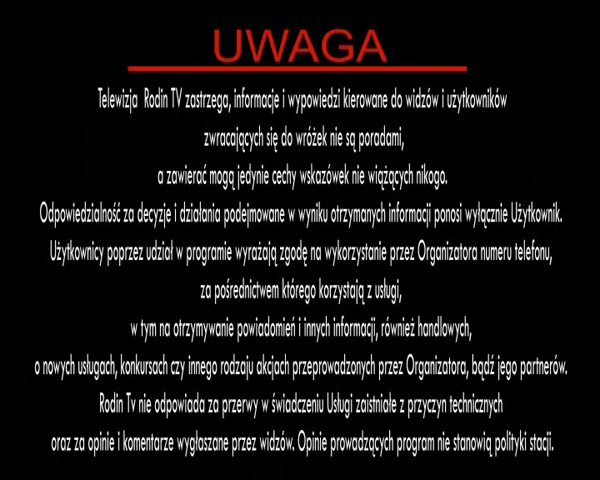 UWAGA
Telewizja Rodin TV zastrzega, informacje i wypowiedzi kierowane do widzów i użytkowników
zwracających się do wróżek nie są poradami,
a zawierać mogą jedynie cechy wskazówek nie wiążących nikogo.
Odpowiedzialność za decyzje i działania podejmowane w wyniku otrzymanych informacji ponosi wyłącznie Użytkownik.
Użytkownicy poprzez udział w programie wyrażają zgodę na wykorzystanie przez Organizatora numeru telefonu,
za pośrednictwem którego korzystają z usługi,
w tym na otrzymywanie powiadomień i innych informacji, również handlowych,
o nowych usługach, konkursach czy innego rodzaju akcjach przeprowadzonych przez Organizatora, bądź jego partnerów.
Rodin Tv nie odpowiada za przerwy w świadczeniu Usługi zaistniałe z przyczyn technicznych
oraz za opinie i komentarze wygłaszane przez widzów. Opinie prowadzących program nie stanowią polityki stacji.